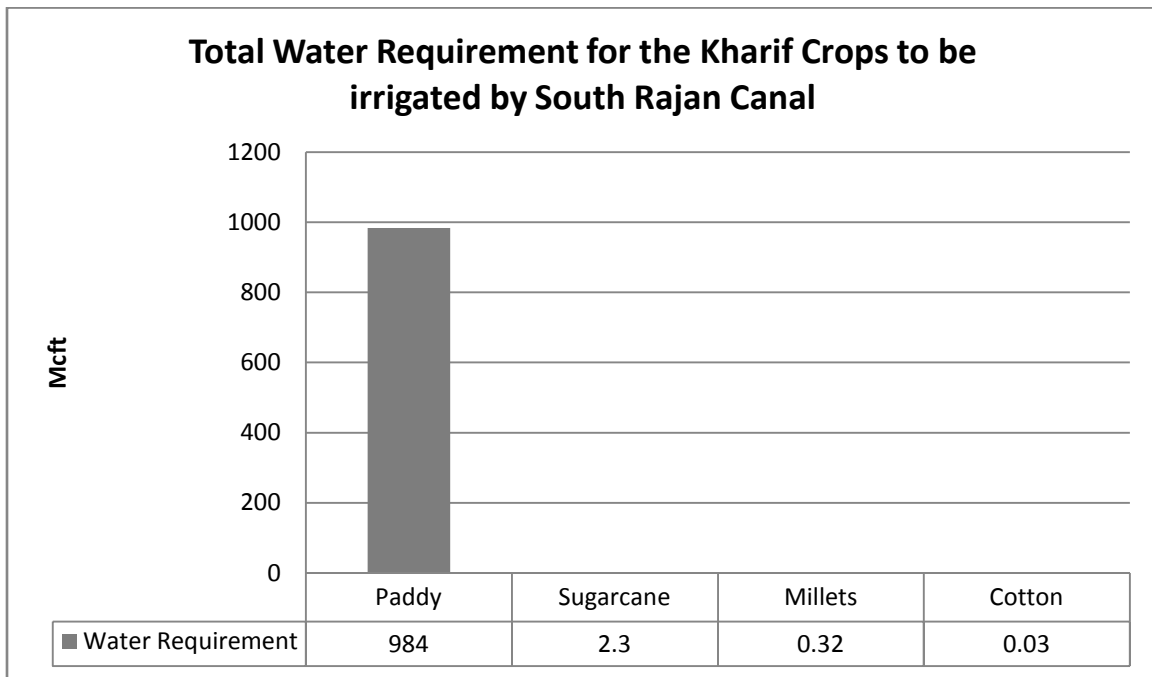 Total Water Requirement for the Kharif Crops to be
irrigated by South Rajan Canal
1200
1000
800
600
400
200
0
Mcft
Paddy Sugarcane Millets Cotton
Water Requirement 984 2.3 0.32 0.03